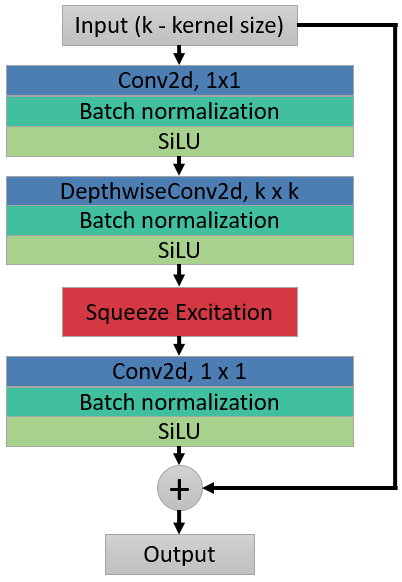 Input (k - kernel size)
Conv2d, 1x1
Batch normalization
SiLU
DepthwiseConv2d, k x k
Batch normalization
SiLU
Squeeze Excitation
Conv2d, 1 x 1
Batch normalization
SiLU
+
Output